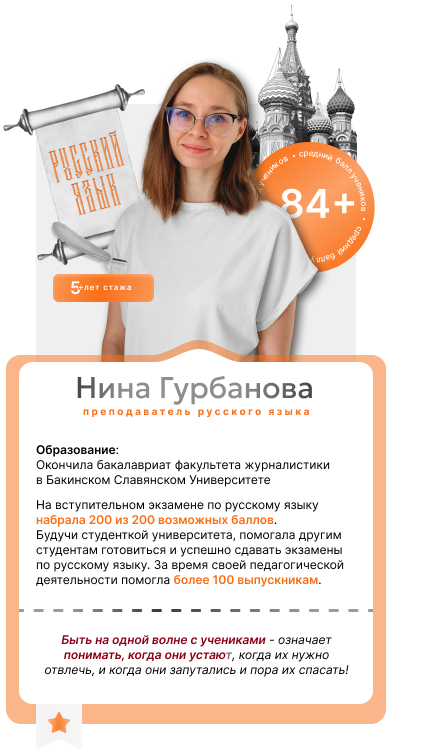 РУССКИЙ
ЯЗЫК
учеников • средний балл учеников • средний балл
84+
5+лет стажа
Нина Гурбанова
преподаватель русского языка
Образование:
Окончила бакалавриат факультета журналистики
в Бакинском Славянском Университете
На вступительном экзамене по русскому языку
набрала 200 из 200 возможных баллов.
Будучи студенткой университета, помогала другим
студентам готовиться и успешно сдавать экзамены
по русскому языку. За время своей педагогической
деятельности помогла более 100 выпускникам.
Быть на одной волне с учениками - означает
понимать, когда они устают, когда их нужно
отвлечь, и когда они запутались и пора их спасать!